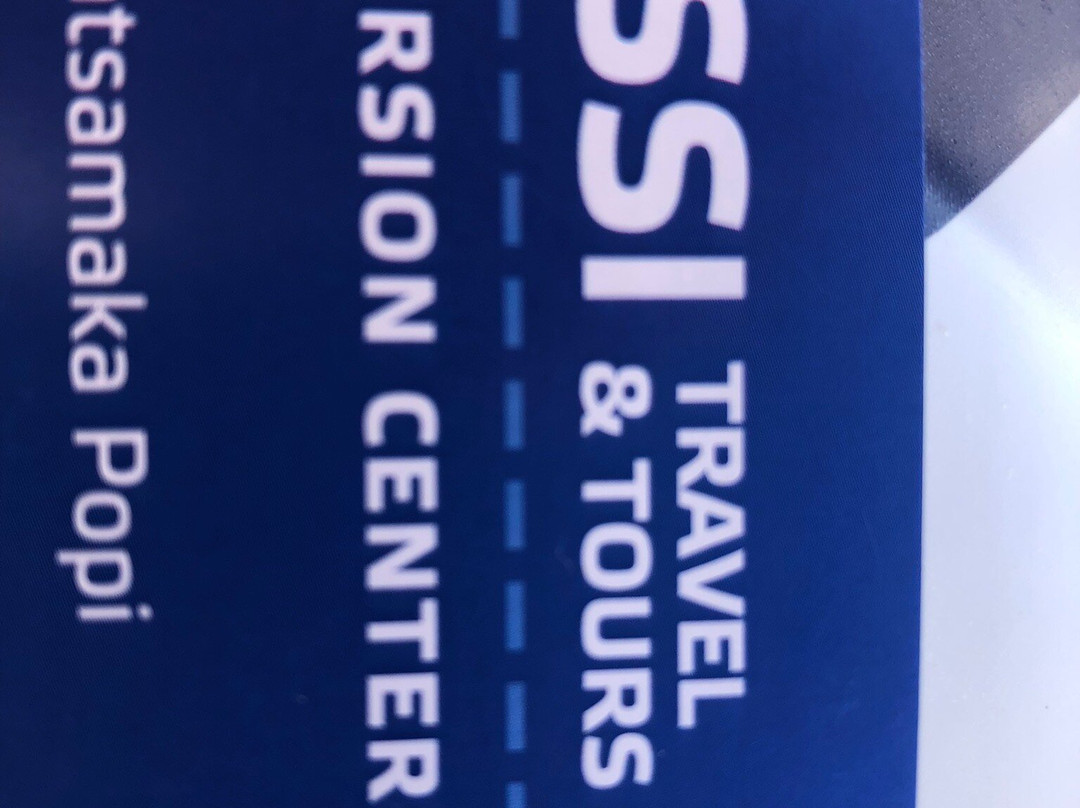 SSI TRAVEL
& TOURS
RSION CENTER
tsamaka Popi